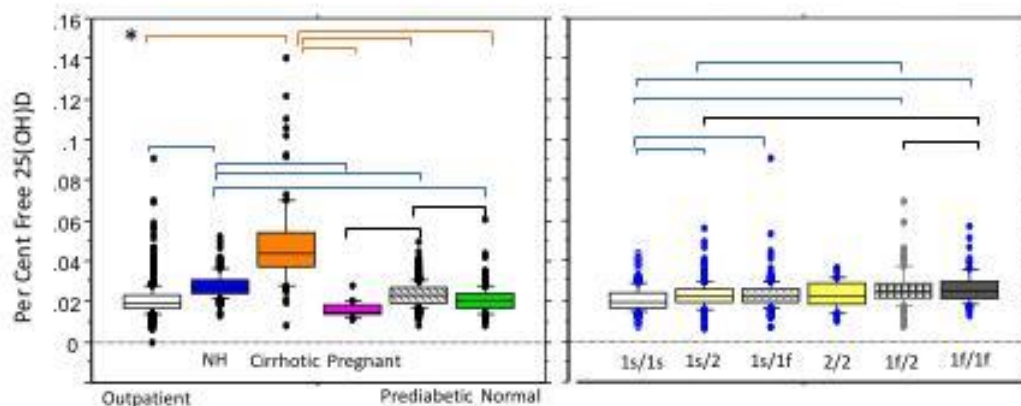 Per Cent Free 25(OH)D
.16
.14
.12
.1
.08
.06
.04
.02
0
*
NH Cirrhotic Pregnant
Outpatient Prediabetic Normal
1s/1s 1s/2 1s/1f 2/2 1f/2 1f/1f